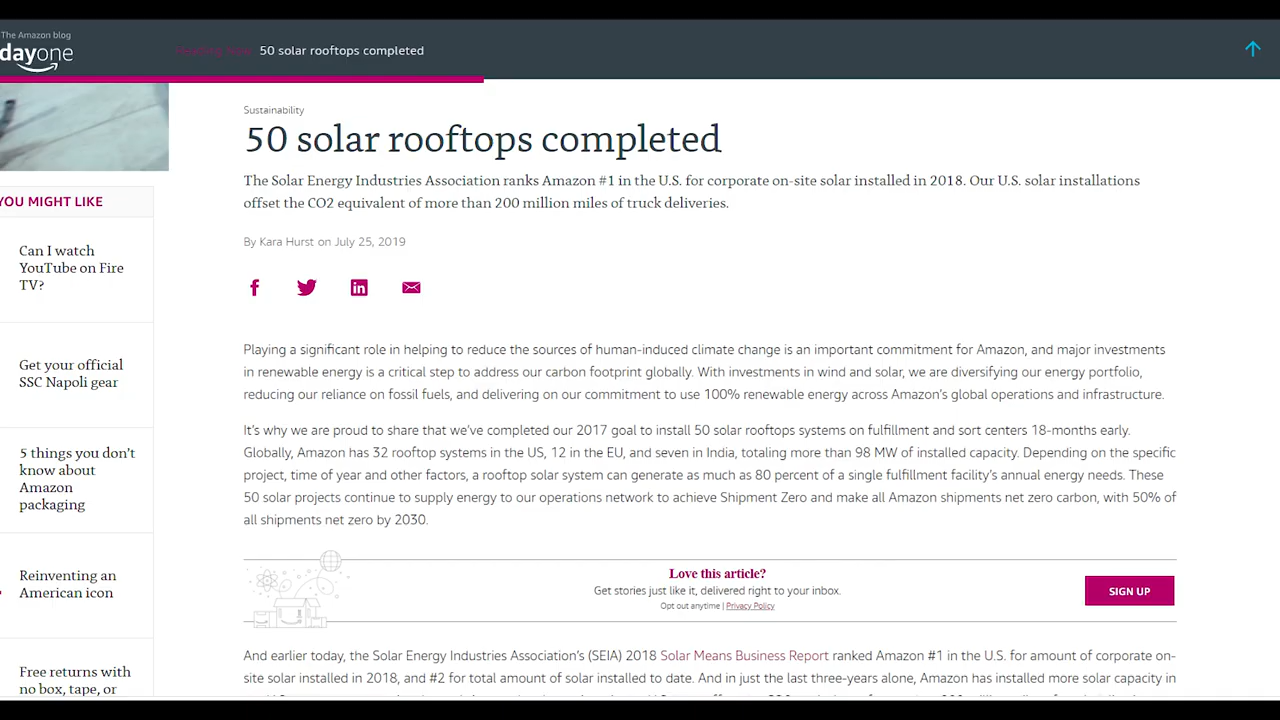 The Amazon blog
dayone
50 solar rooftops completed
Sustainability
50 solar rooftops completed
The Solar Energy Industries Association ranks Amazon #1 in the U.S. for corporate on-site solar installed in 2018. Our U.S. solar installations
offset the CO2 equivalent of more than 200 million miles of truck deliveries.
By Kara Hurst on July 25, 2019
YOU MIGHT LIKE
Can I watch
YouTube on Fire
TV?
Get your official
SSC Napoli gear
5 things you don't
know about
Amazon
packaging
Reinventing an
American icon
Free returns with
no box, tape, or
Playing a significant role in helping to reduce the sources of human-induced climate change is an important commitment for Amazon, and major investments
in renewable energy is a critical step to address our carbon footprint globally. With investments in wind and solar, we are diversifying our energy portfolio,
reducing our reliance on fossil fuels, and delivering on our commitment to use 100% renewable energy across Amazon's global operations and infrastructure.
It's why we are proud to share that we've completed our 2017 goal to install 50 solar rooftops systems on fulfillment and sort centers 18-months early.
Globally, Amazon has 32 rooftop systems in the US, 12 in the EU, and seven in India, totaling more than 98 MW of installed capacity. Depending on the specific
project, time of year and other factors, a rooftop solar system can generate as much as 80 percent of a single fulfillment facility's annual energy needs. These
50 solar projects continue to supply energy to our operations network to achieve Shipment Zero and make all Amazon shipments net zero carbon, with 50% of
all shipments net zero by 2030.
Love this article?
Get stories just like it, delivered right to your inbox.
Opt out anytime | Privacy Policy
SIGN UP
And earlier today, the Solar Energy Industries Association's (SEIA) 2018 Solar Means Business Report ranked Amazon #1 in the U.S. for amount of corporate on-
site solar installed in 2018, and #2 for total amount of solar installed to date. And in just the last three-years alone, Amazon has installed more solar capacity in